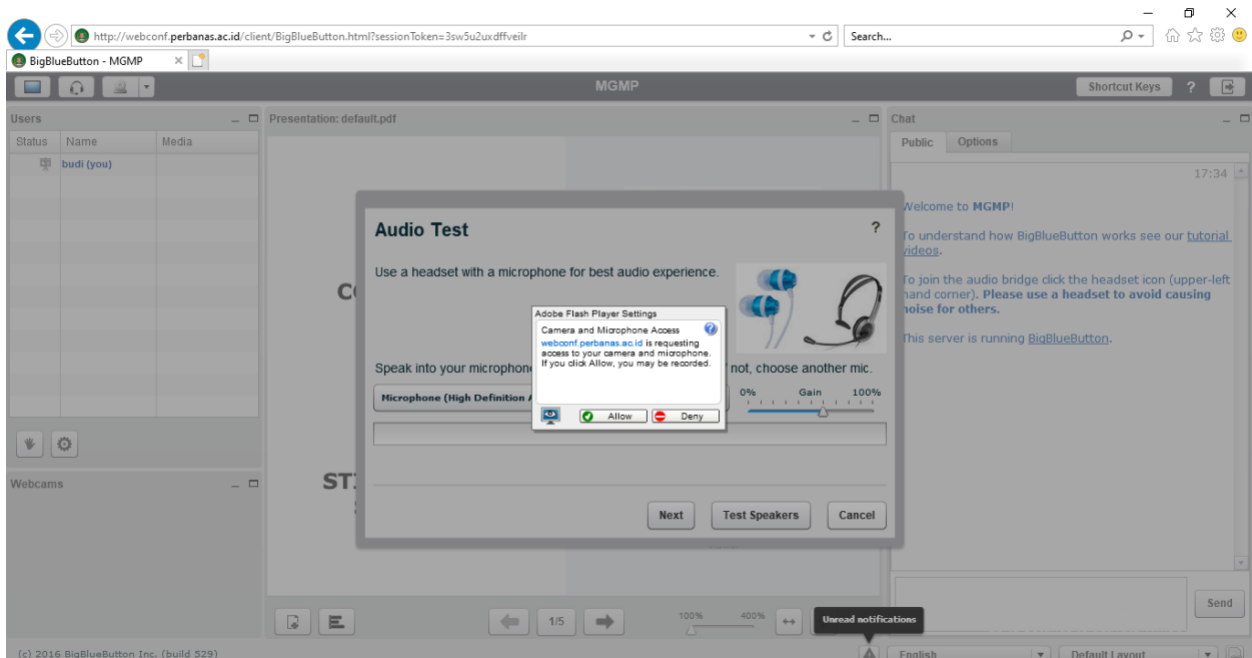 http://webconf.perbanas.ac.id/client/BigBlueButton.html?sessionToken=3sw5u2uxdffveilr
Search...
BigBlueButton - MGMP
MGMP
Shortcut Keys
?
Users
Presentation: default.pdf
Chat
Status Name Media
Public Options
budi (you)
17:34
Welcome to MGMP!
To understand how BigBlueButton works see our tutorial
videos.
To join the audio bridge click the headset icon (upper-left
hand corner). Please use a headset to avoid causing
noise for others.
This server is running BigBlueButton.
Audio Test
?
Use a headset with a microphone for best audio experience.
Adobe Flash Player Settings
Camera and Microphone Access
webconf.perbanas.ac.id is requesting
access to your camera and microphone.
If you click Allow, you may be recorded.
Allow Deny
Speak into your microphone
not, choose another mic.
Microphone (High Definition
0% Gain 100%
Next Test Speakers Cancel
Webcams
STI
1/5
100% 400%
Unread notifications
Send
(c) 2016 BigBlueButton Inc. (build 529)
English
Default Layout